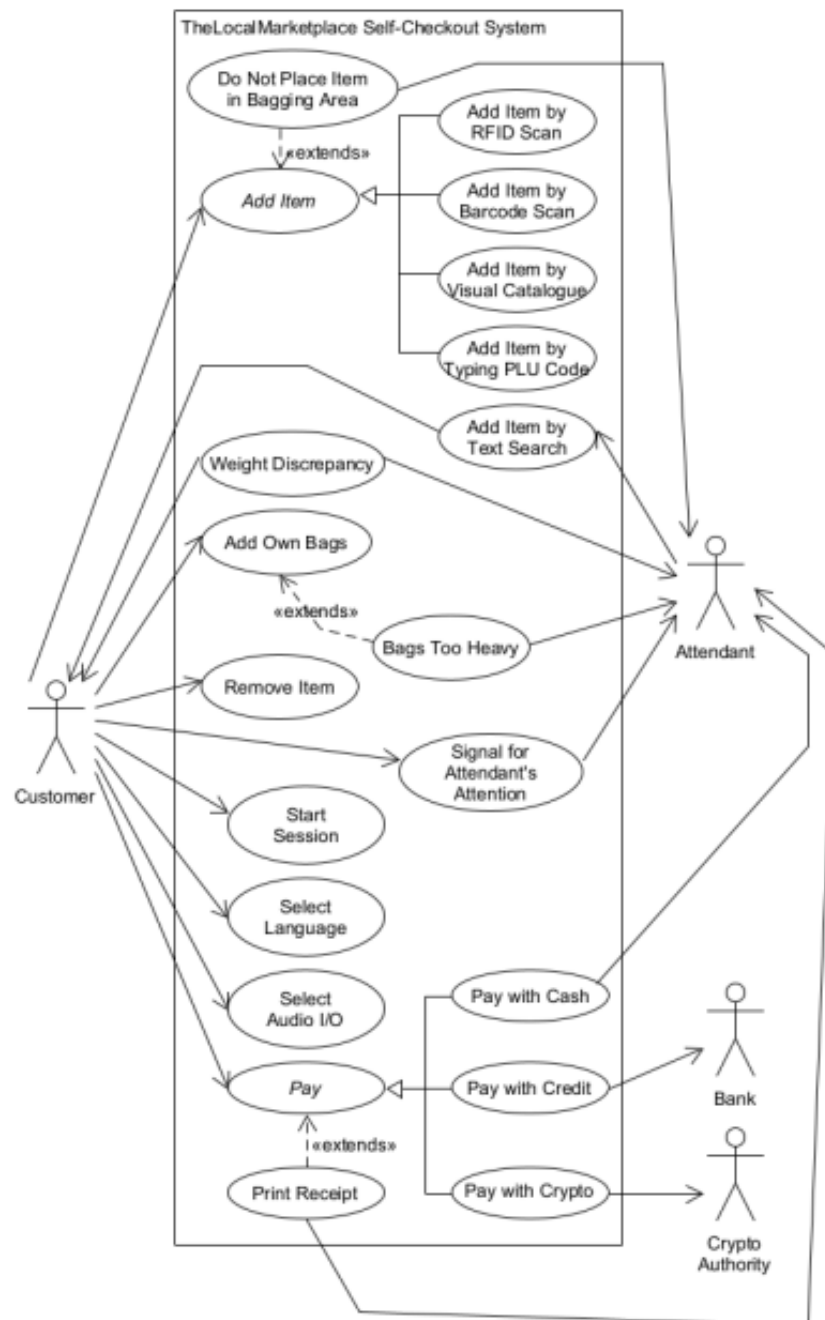 TheLocalMarketplace Self-Checkout System
Do Not Place Item
in Bagging Area
«extends»
Add Item
Add Item by
RFID Scan
Add Item by
Barcode Scan
Add Item by
Visual Catalogue
Add Item by
Typing PLU Code
Add Item by
Text Search
Weight Discrepancy
Add Own Bags
«extends»
Bags Too Heavy
Attendant
Remove Item
Customer
Signal for
Attendant's
Attention
Start
Session
Select
Language
Select
Audio I/O
Pay with Cash
Pay
Pay with Credit
Bank
«extends»
Print Receipt
Pay with Crypto
Crypto
Authority